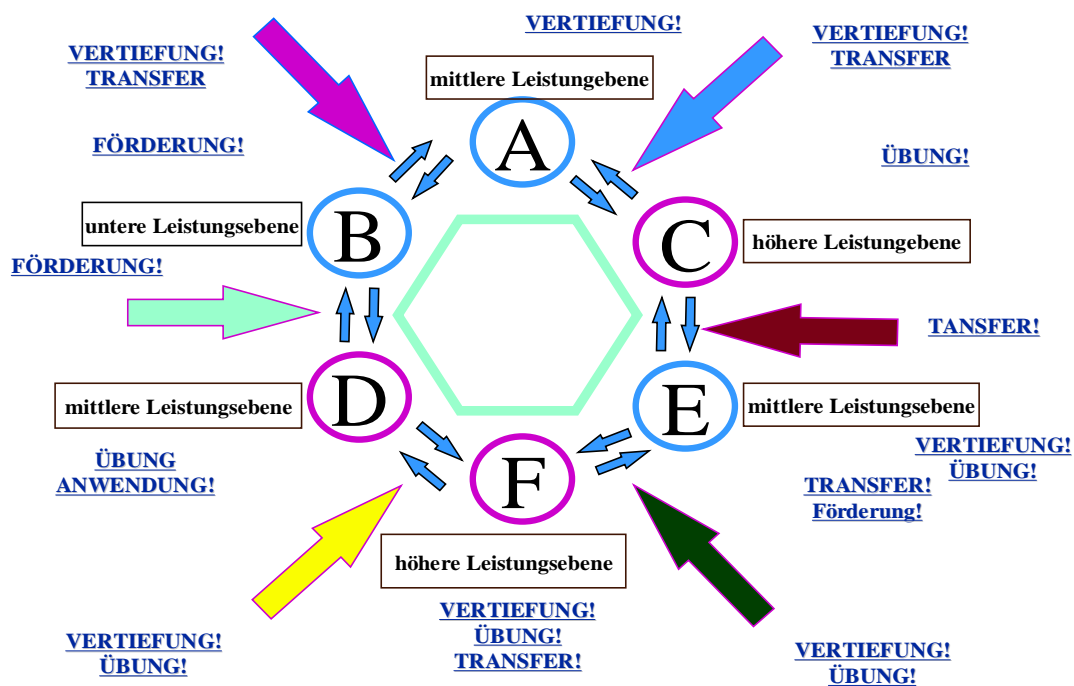 VERTIEFUNG!
VERTIEFUNG!
TRANSFER
VERTIEFUNG!
TRANSFER
mittlere Leistungebene
A
FÖRDERUNG!
ÜBUNG!
untere Leistungsebene
B
C
höhere Leistungebene
FÖRDERUNG!
TANSFER!
mittlere Leistungsebene
D
E
mittlere Leistungsebene
ÜBUNG
ANWENDUNG!
VERTIEFUNG!
ÜBUNG!
F
TRANSFER!
Förderung!
höhere Leistungsebene
VERTIEFUNG!
ÜBUNG!
TRANSFER!
VERTIEFUNG!
ÜBUNG!
VERTIEFUNG!
ÜBUNG!